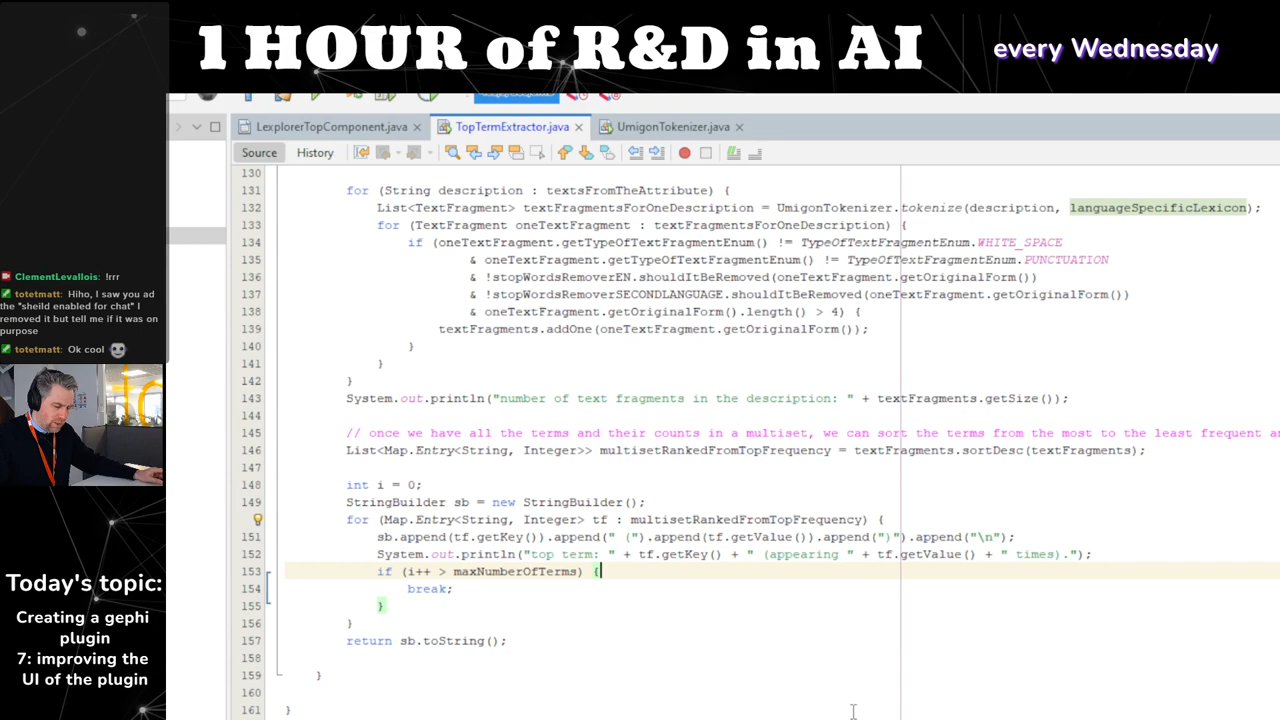 1 HOUR of R&D in AI
every Wednesday
LexplorerTopComponent.java
TopTermExtractor.java
UmigonTokenizer.java
Source
History
130
131 for (String description : textsFromTheAttribute) {
132 List<TextFragment> textFragmentsForOneDescription = UmigonTokenizer.tokenize(description, languageSpecificLexicon);
133 for (TextFragment oneTextFragment : textFragmentsForOneDescription) {
134 if (oneTextFragment.getTypeOfTextFragmentEnum() != TypeOfTextFragmentEnum.WHITE_SPACE
135 & oneTextFragment.getTypeOfTextFragmentEnum() != TypeOfTextFragmentEnum.PUNCTUATION
136 & !stopWordsRemoverEN.shouldItBeRemoved(oneTextFragment.getOriginalForm())
137 & !stopWordsRemoverSECONDLANGUAGE.shouldItBeRemoved(oneTextFragment.getOriginalForm())
138 & oneTextFragment.getOriginalForm().length() > 4) {
139 textFragments.addOne(oneTextFragment.getOriginalForm());
140 }
141 }
142 }
143 System.out.println("number of text fragments in the description: " + textFragments.getSize());
144
145 // once we have all the terms and their counts in a multiset, we can sort the terms from the most to the least frequent
146 List<Map.Entry<String, Integer>> multisetRankedFromTopFrequency = textFragments.sortDesc(textFragments);
147
148 int i = 0;
149 StringBuilder sb = new StringBuilder();
for (Map.Entry<String, Integer> tf : multisetRankedFromTopFrequency) {
151 sb.append(tf.getKey()).append(" (").append(tf.getValue()).append(")").append("\n");
152 System.out.println("top term: " + tf.getKey() + " (appearing " + tf.getValue() + " times).");
153 if (i++ > maxNumberOfTerms) {
154 break;
155 }
156 }
157 return sb.toString();
158
159 }
160
161 }
ClementLevallois: !rrr
totetmatt: Hiho, I saw you ad
the "sheild enabled for chat" I
removed it but tell me if it was on
purpose
totetmatt: Ok cool
Today's topic:
Creating a gephi
plugin
7: improving the
UI of the plugin